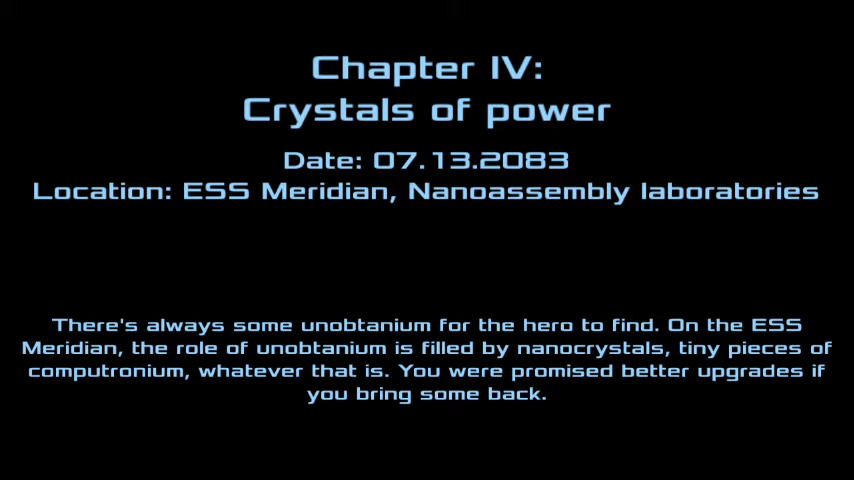 Chapter IV:
Crystals of power
Date: 07.13.2083
Location: ESS Meridian, Nanoassembly laboratories
There's always some unobtanium for the hero to find. On the ESS
Meridian, the role of unobtanium is filled by nanocrystals, tiny pieces of
computronium, whatever that is. You were promised better upgrades if
you bring some back.